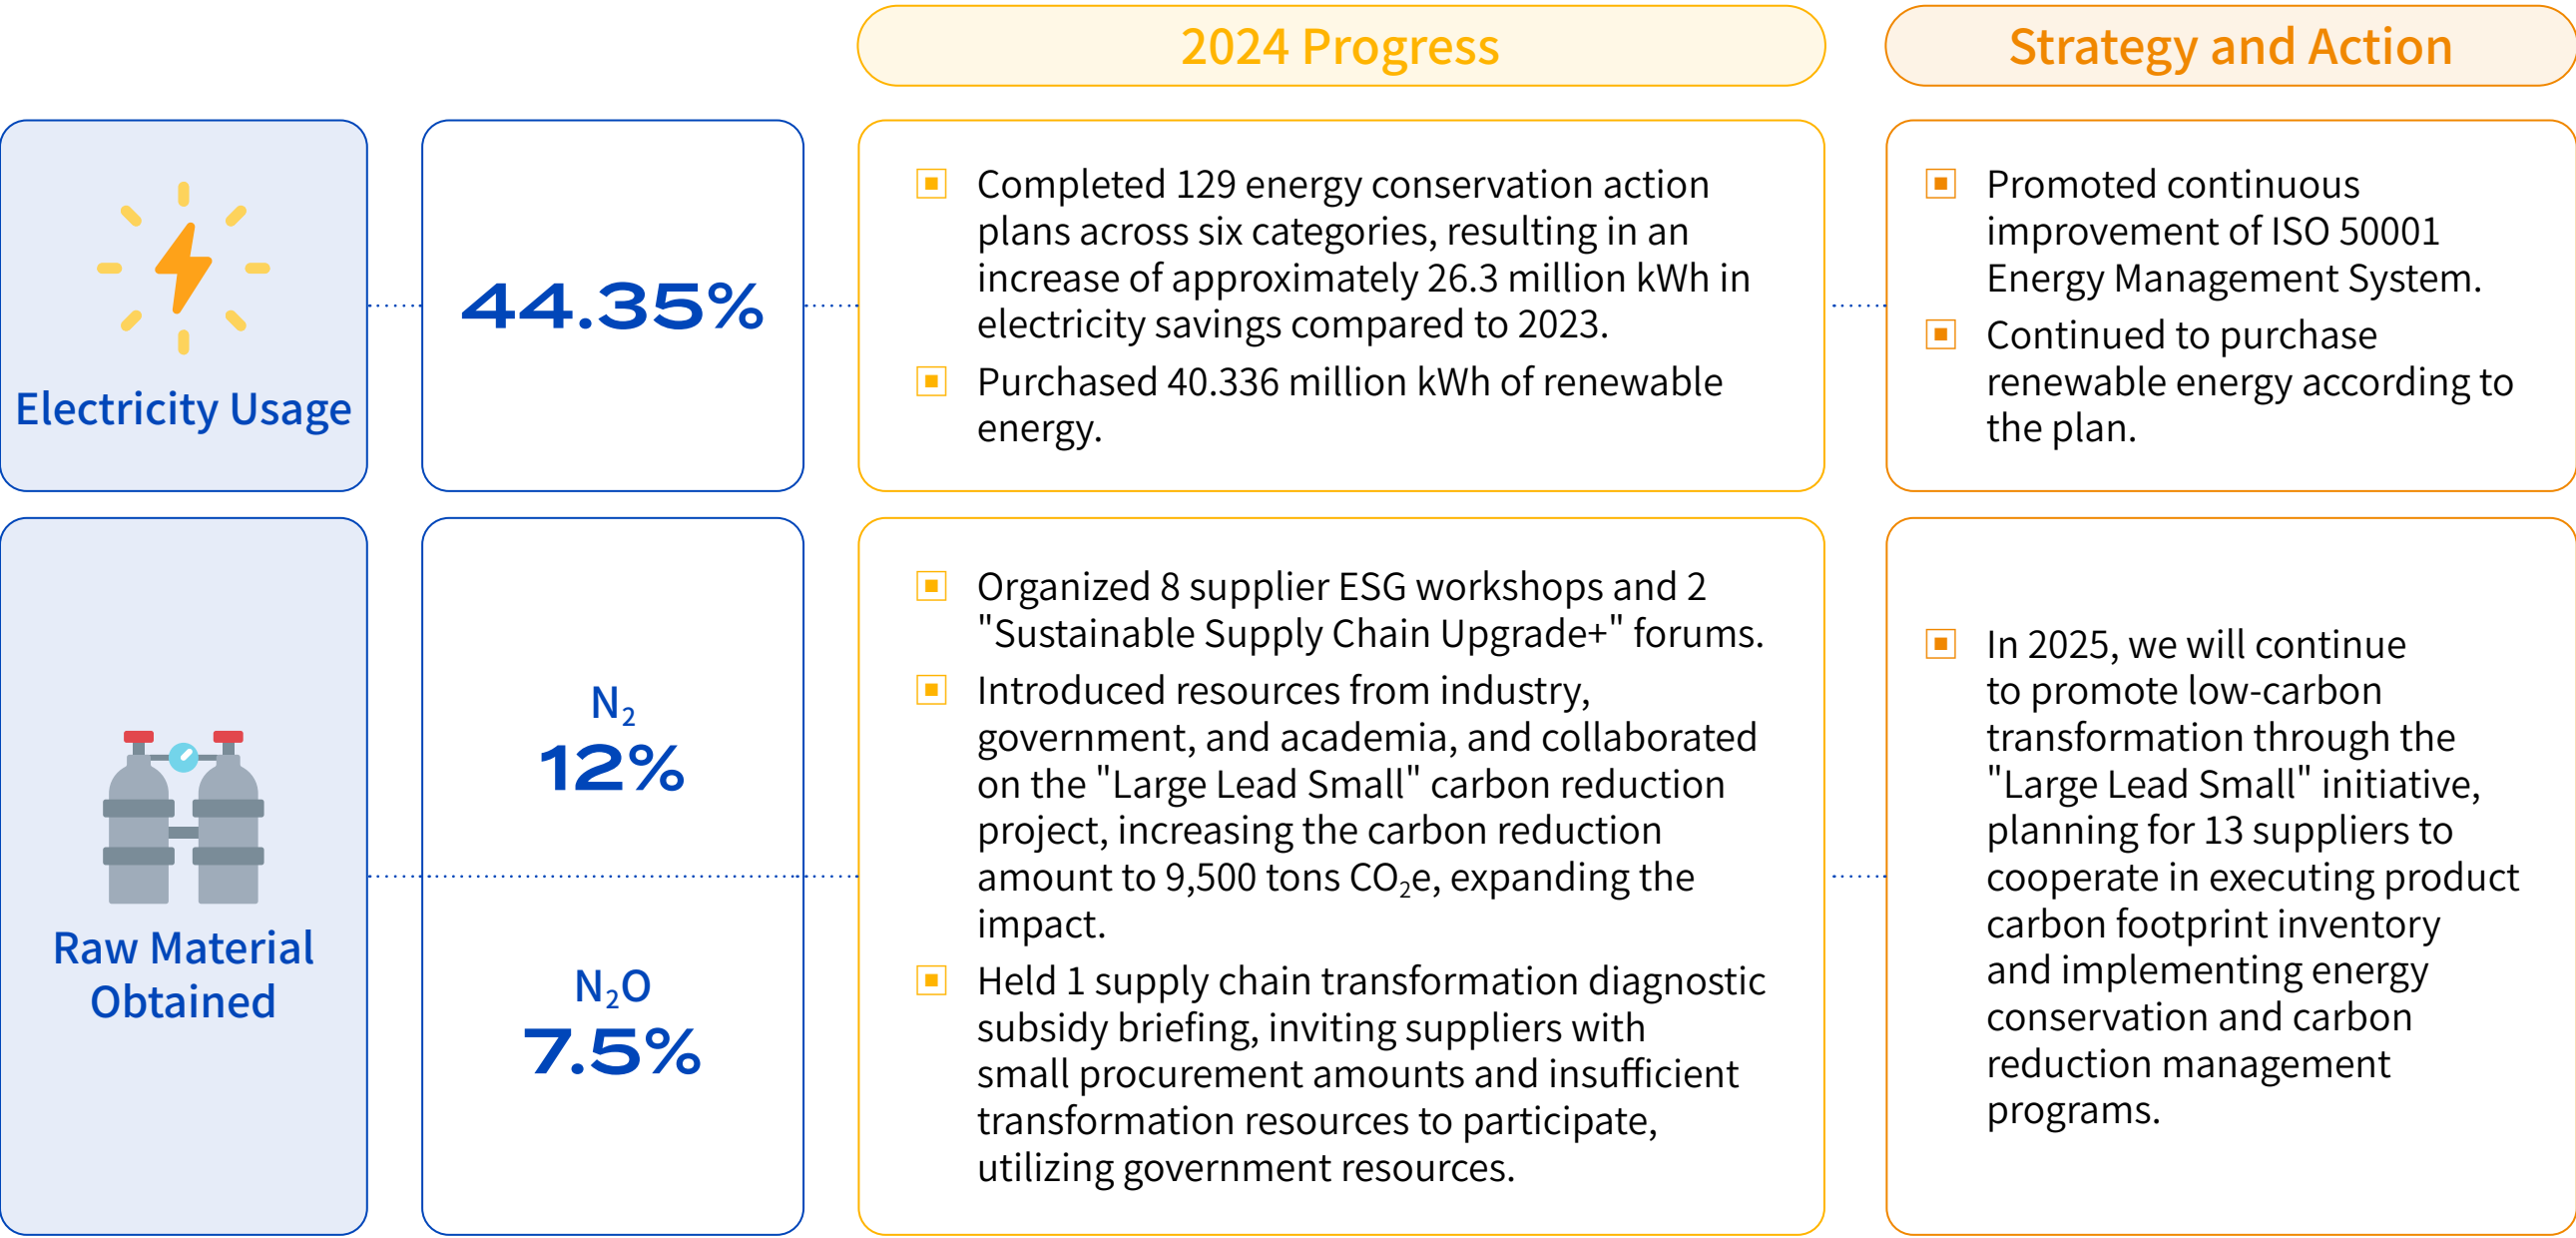 2024 Progress
Strategy and Action
Electricity Usage
44.35%
Completed 129 energy conservation action
plans across six categories, resulting in an
increase of approximately 26.3 million kWh in
electricity savings compared to 2023.
Purchased 40.336 million kWh of renewable
energy.
Promoted continuous
improvement of ISO 50001
Energy Management System.
Continued to purchase
renewable energy according to
the plan.
Raw Material
Obtained
N₂
12%
N₂O
7.5%
Organized 8 supplier ESG workshops and 2
"Sustainable Supply Chain Upgrade+" forums.
Introduced resources from industry,
government, and academia, and collaborated
on the "Large Lead Small" carbon reduction
project, increasing the carbon reduction
amount to 9,500 tons CO₂e, expanding the
impact.
Held 1 supply chain transformation diagnostic
subsidy briefing, inviting suppliers with
small procurement amounts and insufficient
transformation resources to participate,
utilizing government resources.
In 2025, we will continue
to promote low-carbon
transformation through the
"Large Lead Small" initiative,
planning for 13 suppliers to
cooperate in executing product
carbon footprint inventory
and implementing energy
conservation and carbon
reduction management
programs.